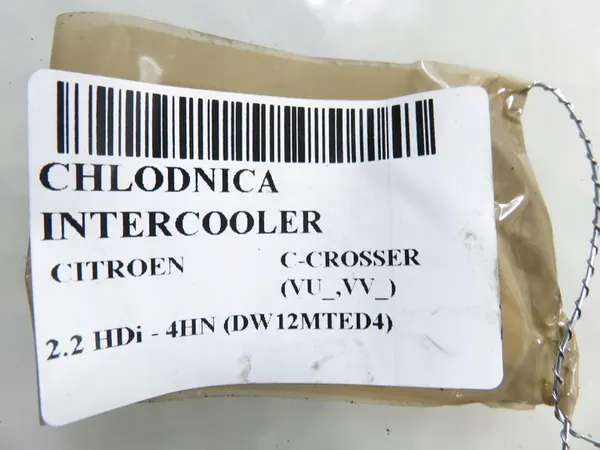 CHLODNICA
INTERCOOLER
CITROEN C-CROSSER
(VU_,VV_)
2.2 HDi - 4HN (DW12MTED4)